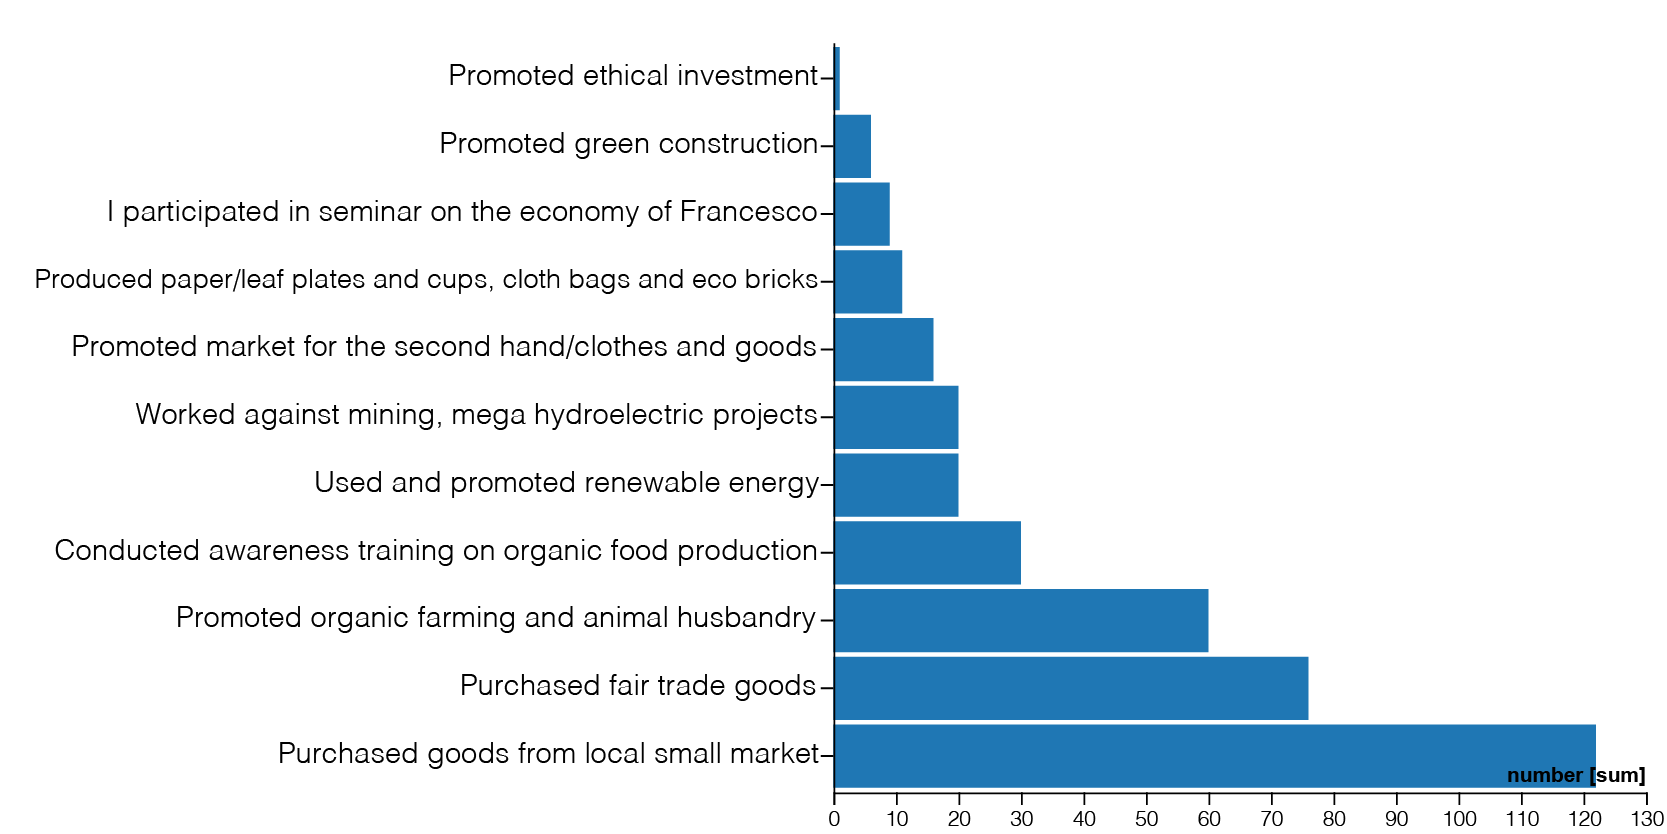 Promoted ethical investment
Promoted green construction
I participated in seminar on the economy of Francesco
Produced paper/leaf plates and cups, cloth bags and eco bricks
Promoted market for the second hand/clothes and goods
Worked against mining, mega hydroelectric projects
Used and promoted renewable energy
Conducted awareness training on organic food production
Promoted organic farming and animal husbandry
Purchased fair trade goods
Purchased goods from local small market
number [sum]
0 10 20 30 40 50 60 70 80 90 100 110 120 130